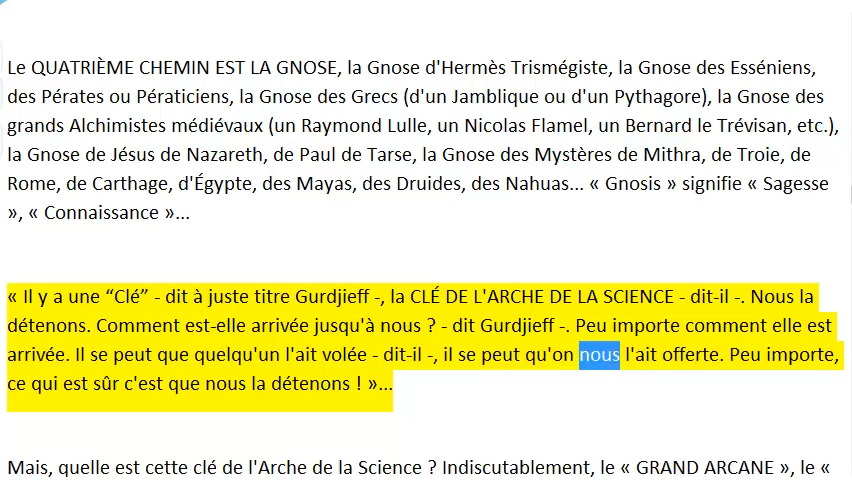 Le QUATRIÈME CHEMIN EST LA GNOSE, la Gnose d'Hermès Trismégiste, la Gnose des Esséniens,
des Pérates ou Pératiciens, la Gnose des Grecs (d'un Jamblique ou d'un Pythagore), la Gnose des
grands Alchimistes médiévaux (un Raymond Lulle, un Nicolas Flamel, un Bernard le Trévisan, etc.),
la Gnose de Jésus de Nazareth, de Paul de Tarse, la Gnose des Mystères de Mithra, de Troie, de
Rome, de Carthage, d'Égypte, des Mayas, des Druides, des Nahuas... « Gnosis » signifie « Sagesse
», « Connaissance »...
« Il y a une “Clé” - dit à juste titre Gurdjieff -, la CLÉ DE L'ARCHE DE LA SCIENCE - dit-il -. Nous la
détenons. Comment est-elle arrivée jusqu'à nous ? - dit Gurdjieff -. Peu importe comment elle est
arrivée. Il se peut que quelqu'un l'ait volée - dit-il -, il se peut qu'on nous l'ait offerte. Peu importe,
ce qui est sûr c'est que nous la détenons ! »...
Mais, quelle est cette clé de l'Arche de la Science ? Indiscutablement, le « GRAND ARCANE », le «